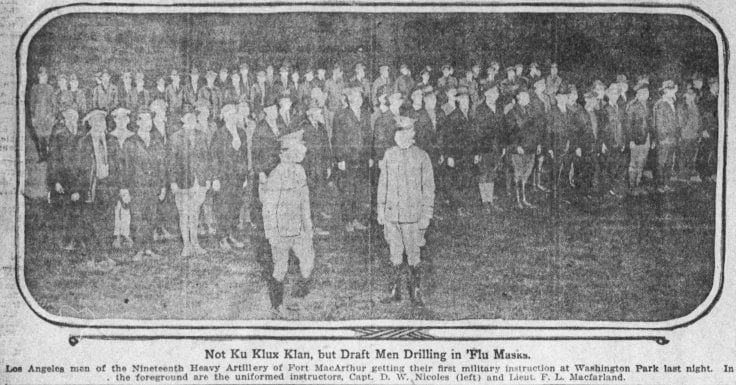 Not Ku Klux Klan, but Draft Men Drilling in 'Flu Masks.
Los Angeles men of the Nineteenth Heavy Artillery of Fort MacArthur getting their first military instruction at Washington Park last night. In
the foreground are the uniformed instructors, Capt. D. W. Nicoles (left) and Lieut. F. L. Macfarland.